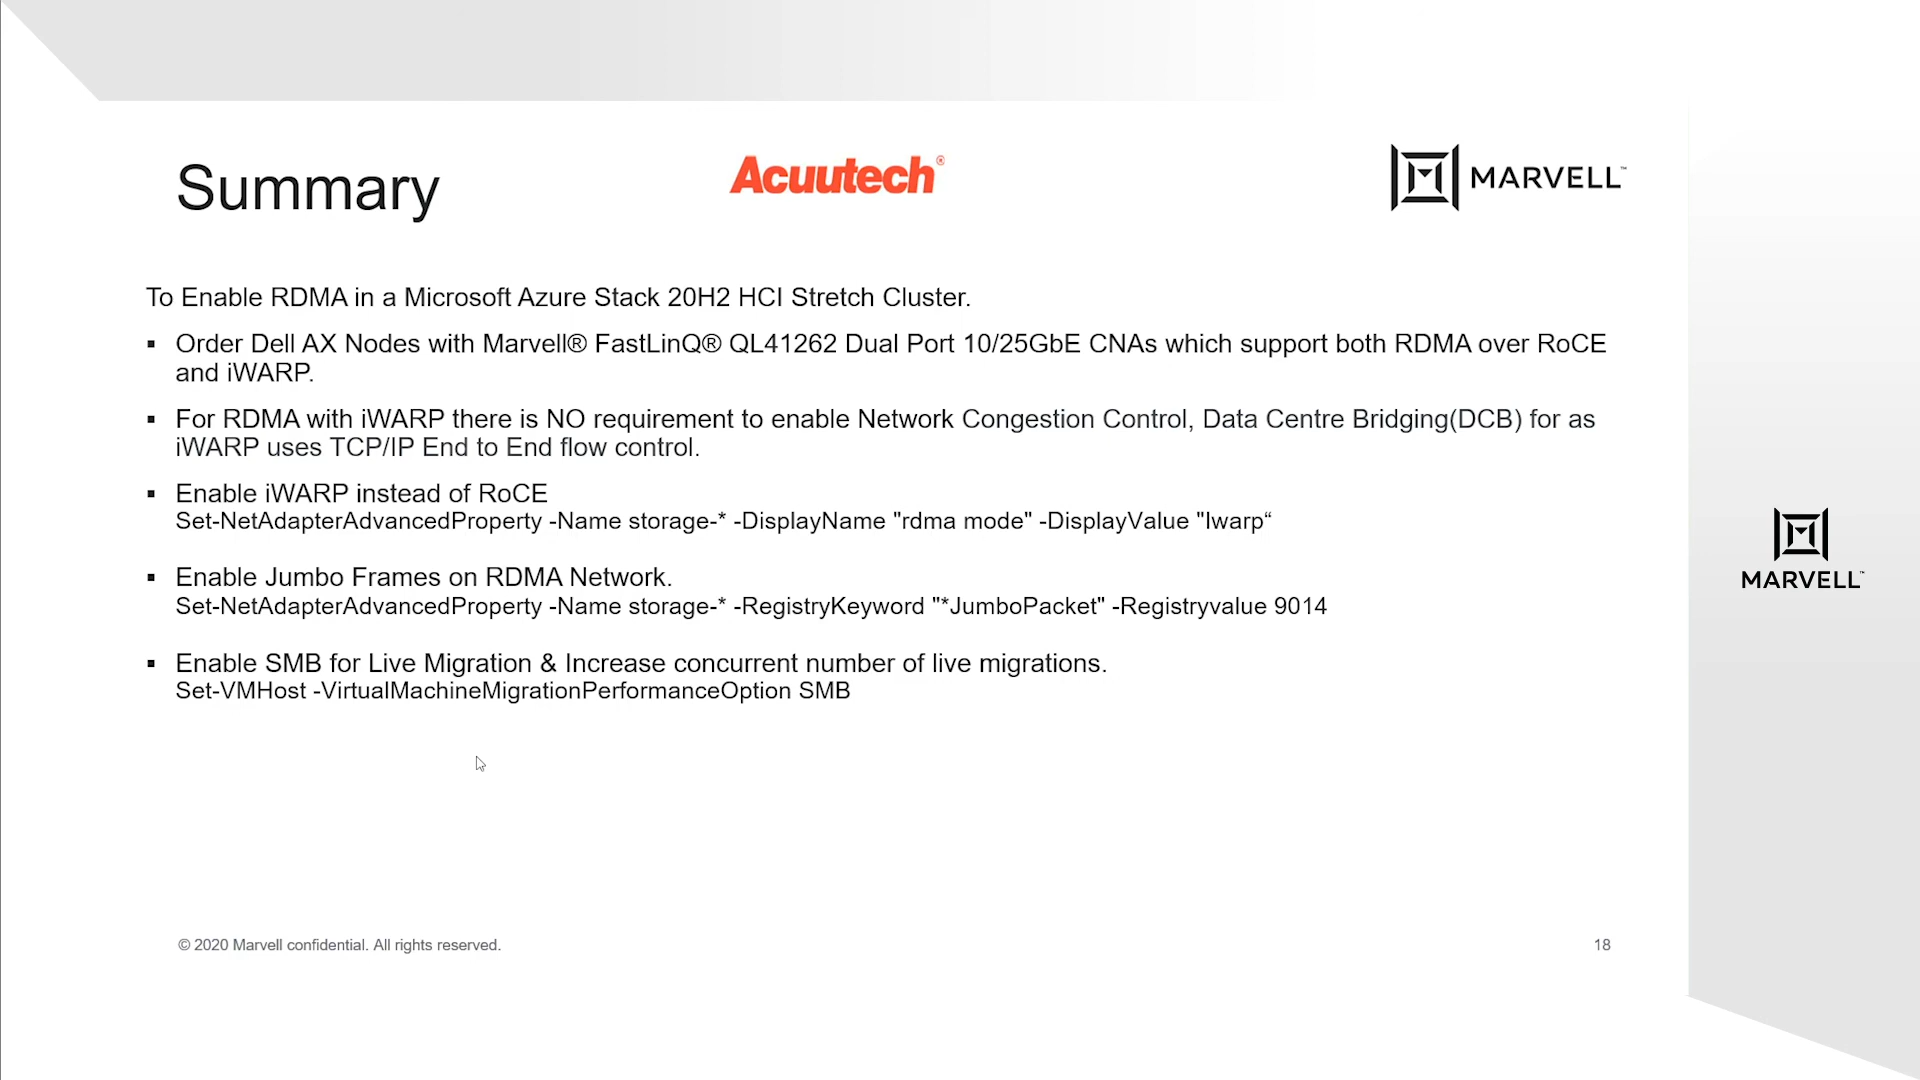 Summary
Acuutech®
MARVELL™
To Enable RDMA in a Microsoft Azure Stack 20H2 HCI Stretch Cluster.
▪ Order Dell AX Nodes with Marvell® FastLinQ® QL41262 Dual Port 10/25GbE CNAs which support both RDMA over RoCE
and iWARP.
▪ For RDMA with iWARP there is NO requirement to enable Network Congestion Control, Data Centre Bridging(DCB) for as
iWARP uses TCP/IP End to End flow control.
▪ Enable iWARP instead of RoCE
Set-NetAdapterAdvancedProperty -Name storage-* -DisplayName "rdma mode" -DisplayValue "Iwarp“
▪ Enable Jumbo Frames on RDMA Network.
Set-NetAdapterAdvancedProperty -Name storage-* -RegistryKeyword "*JumboPacket" -Registryvalue 9014
▪ Enable SMB for Live Migration & Increase concurrent number of live migrations.
Set-VMHost -VirtualMachineMigrationPerformanceOption SMB
MARVELL™
© 2020 Marvell confidential. All rights reserved.
18